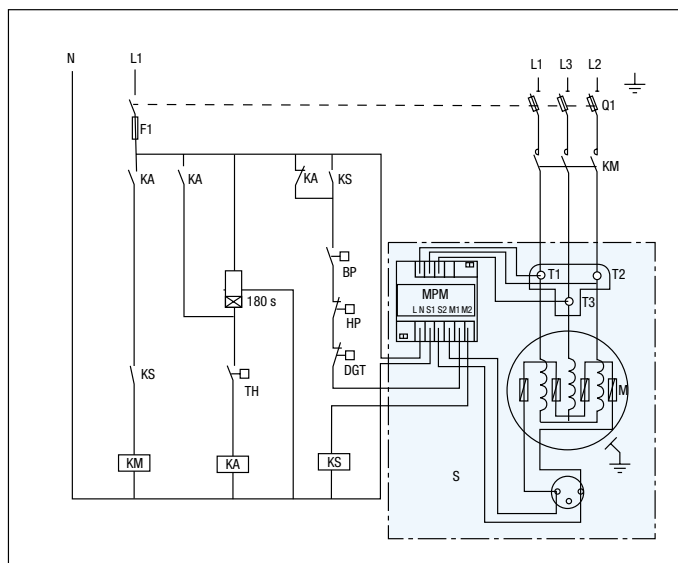 N L1 L1 L3 L2
F1 Q1
KM
KA KA KA KS
BP
MPM T1 T2
180 s HP L N S1 S2 M1 M2 T3
DGT
KS TH M
KM KA KS S